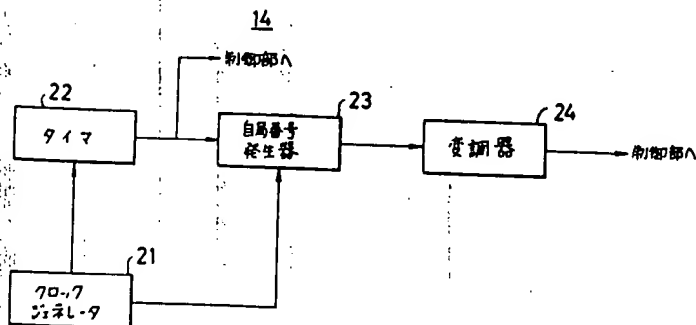 14
制御部へ
22
タイマ
自局番号
発生器
23
変調器
24
制御部へ
クロック
ジェネレータ
21